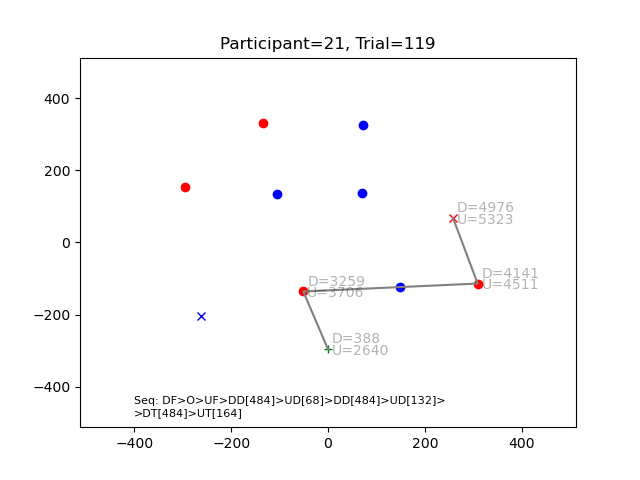 Participant=21, Trial=119
400
200
0
−200
−400
D=4976
U=5323
D=4141
U=4511
D=3259
U=3706
D=388
U=2640
Seq: DF>O>UF>DD[484]>UD[68]>DD[484]>UD[132]>
>DT[484]>UT[164]
−400 −200 0 200 400